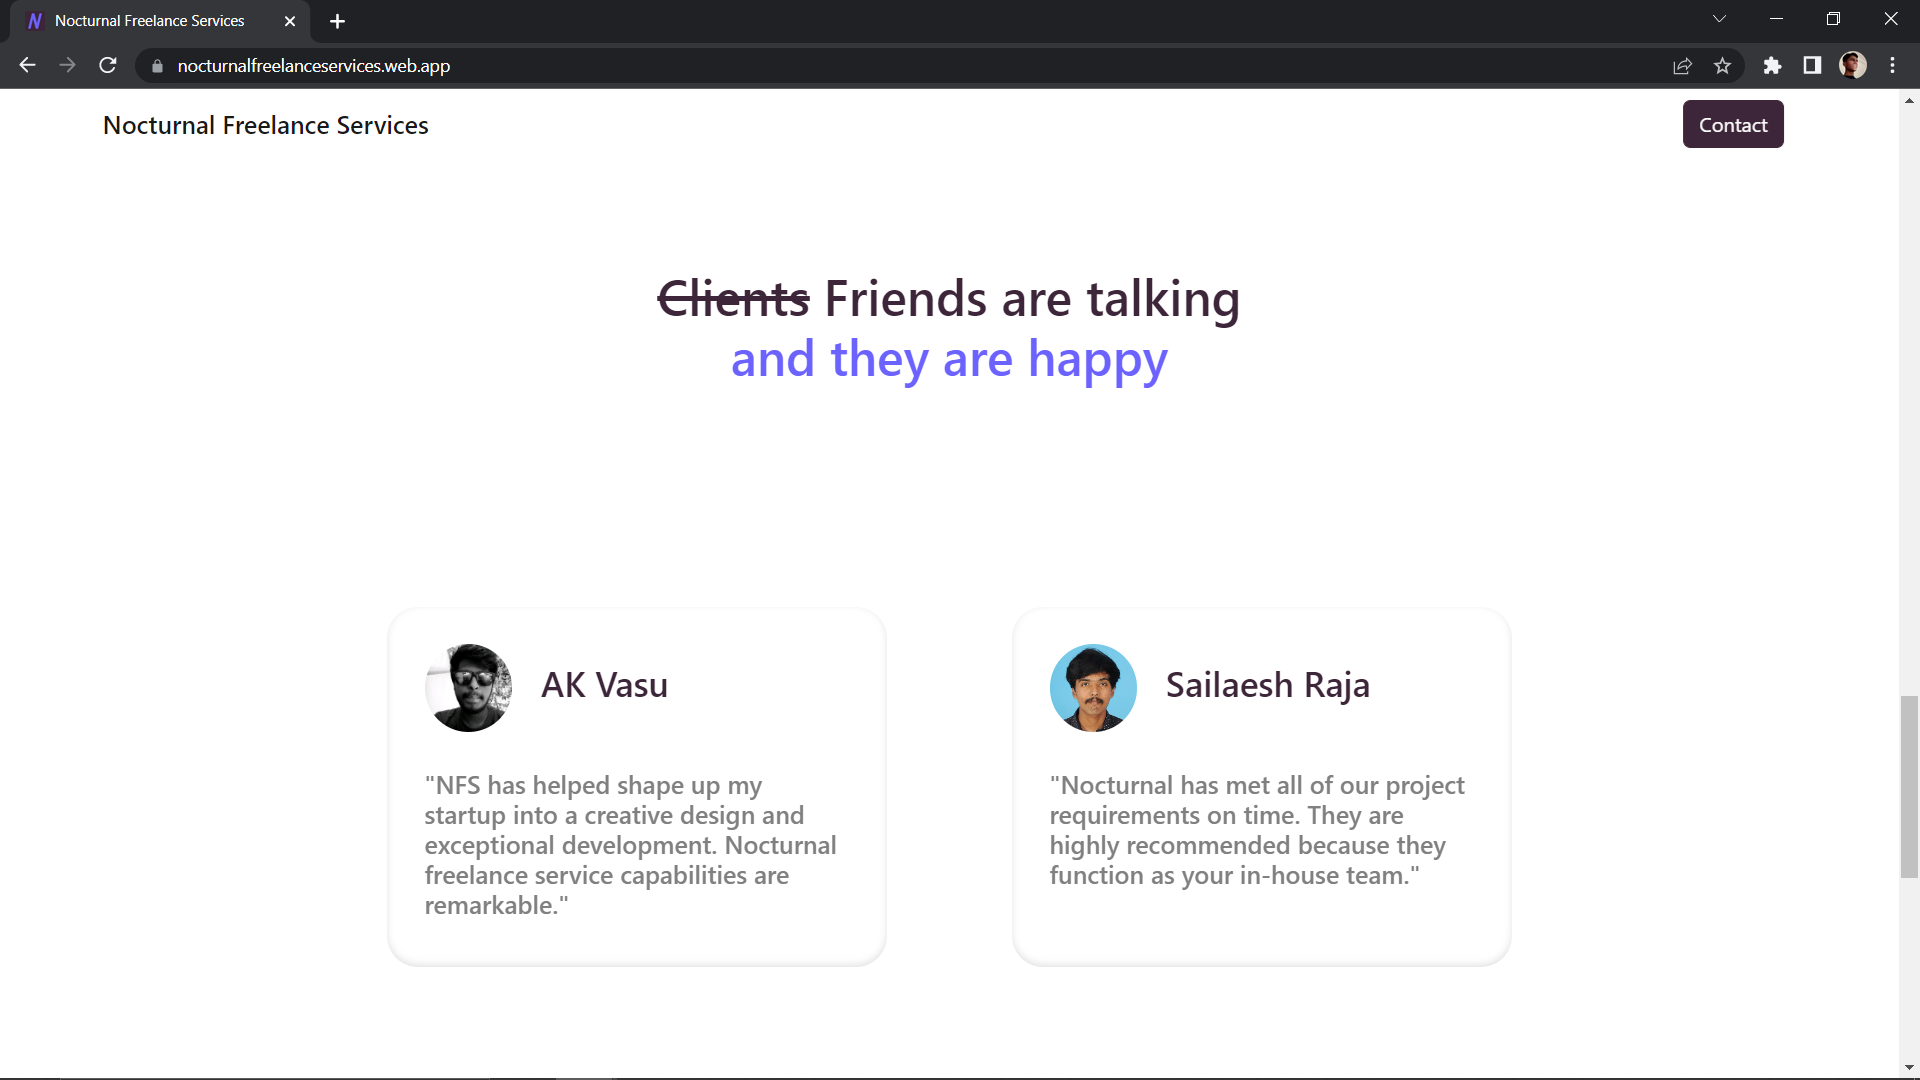 N Nocturnal Freelance Services
nocturnalfreelanceservices.web.app
Nocturnal Freelance Services
Contact
Clients Friends are talking
and they are happy
AK Vasu
"NFS has helped shape up my
startup into a creative design and
exceptional development. Nocturnal
freelance service capabilities are
remarkable."
Sailaesh Raja
"Nocturnal has met all of our project
requirements on time. They are
highly recommended because they
function as your in-house team."